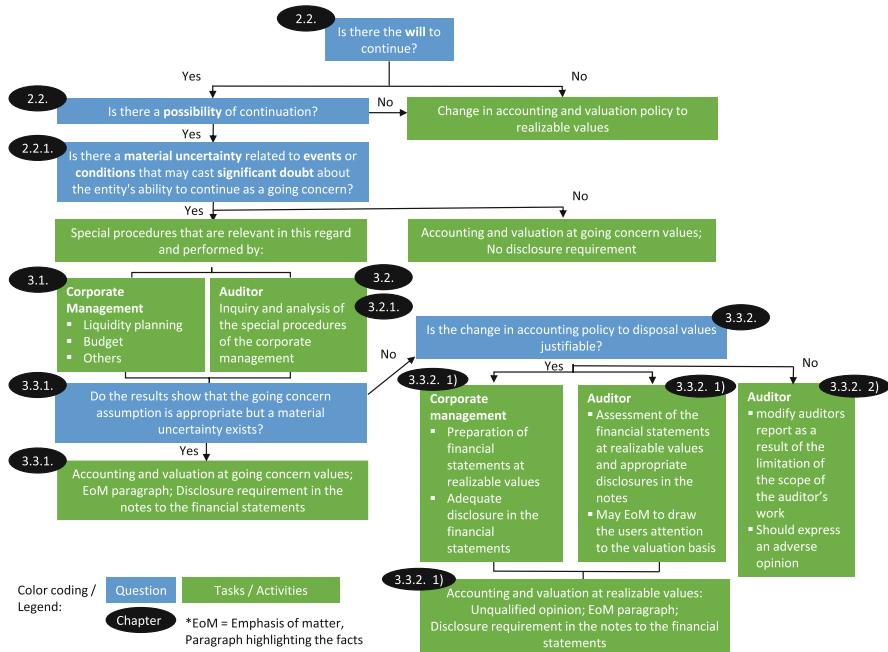 2.2.
Is there the will to
continue?
Yes
No
2.2.
Is there a possibility of continuation?
No
Change in accounting and valuation policy to
realizable values
Yes
2.2.1.
Is there a material uncertainty related to events or
conditions that may cast significant doubt about
the entity's ability to continue as a going concern?
Yes
No
Special procedures that are relevant in this regard
and performed by:
Accounting and valuation at going concern values;
No disclosure requirement
3.1.
Corporate
Management
▪ Liquidity planning
▪ Budget
▪ Others
3.2.
3.2.1.
Auditor
Inquiry and analysis of
the special procedures
of the corporate
management
No
3.3.2.
Is the change in accounting policy to disposal values
justifiable?
3.3.1.
Do the results show that the going concern
assumption is appropriate but a material
uncertainty exists?
Yes
3.3.1.
Accounting and valuation at going concern values;
EoM paragraph; Disclosure requirement in the
notes to the financial statements
Yes
No
3.3.2. 1)
Corporate
management
▪ Preparation of
financial
statements at
realizable values
▪ Adequate
disclosure in the
financial
statements
3.3.2. 1)
Auditor
▪ Assessment of the
financial statements
at realizable values
and appropriate
disclosures in the
notes
▪ May EoM to draw
the users attention
to the valuation basis
3.3.2. 2)
Auditor
▪ modify auditors
report as a
result of the
limitation of
the scope of
the auditor's
work
▪ Should express
an adverse
opinion
3.3.2. 1)
Accounting and valuation at realizable values:
Unqualified opinion; EoM paragraph;
Disclosure requirement in the notes to the financial
statements
Color coding /
Legend:
Question
Tasks / Activities
Chapter
*EoM = Emphasis of matter,
Paragraph highlighting the facts